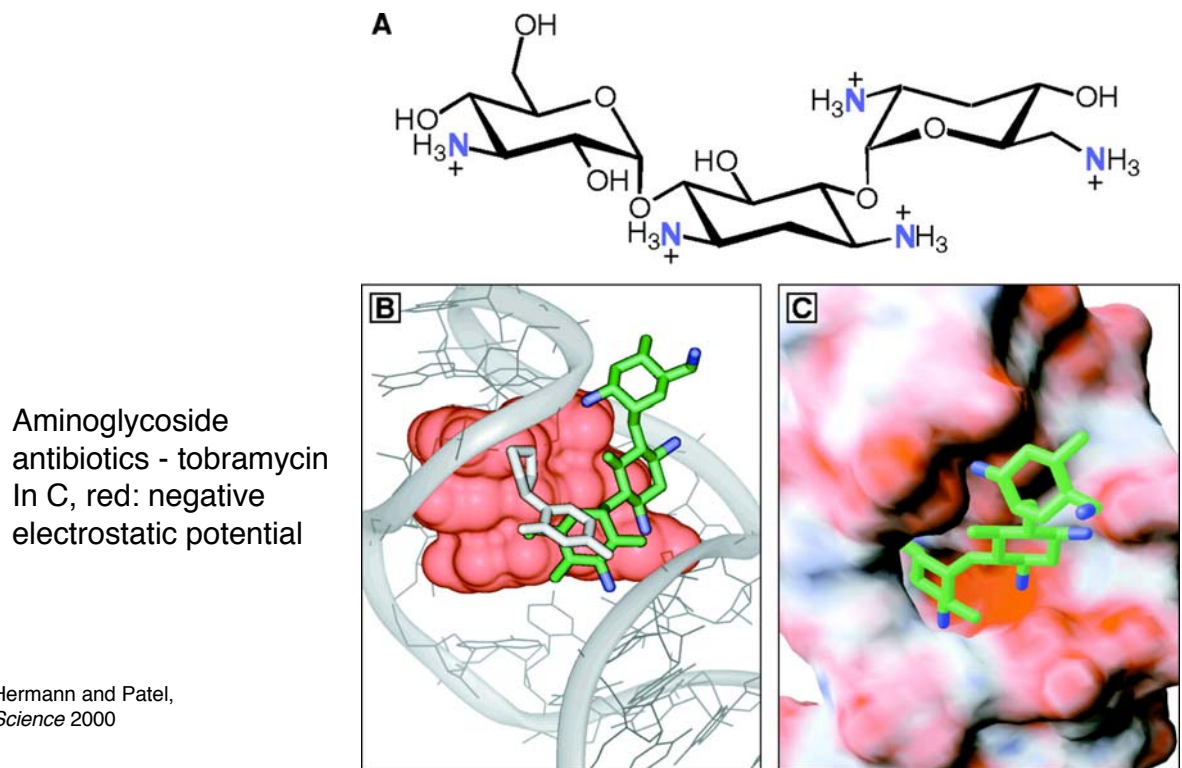 A
OH
O
HO
H3N
+
OH
O
HO
H3N
+
+
NH3
O
+
H3N
O
OH
NH3
+
B
C
Aminoglycoside
antibiotics - tobramycin
In C, red: negative
electrostatic potential
Hermann and Patel,
Science 2000